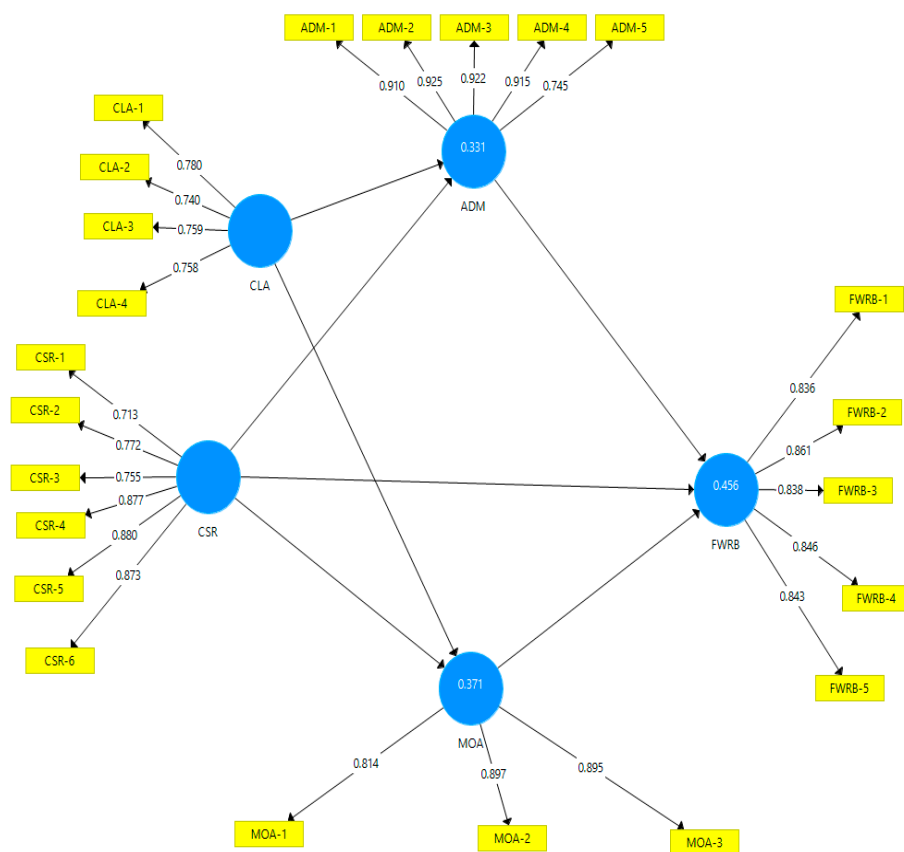 ADM-1
ADM-2
ADM-3
ADM-4
ADM-5
0.910
0.925
0.922
0.915
0.745
0.331
ADM
CLA-1
CLA-2
CLA-3
CLA-4
0.780
0.740
0.759
0.758
CLA
CSR-1
CSR-2
CSR-3
CSR-4
CSR-5
CSR-6
0.713
0.772
0.755
0.877
0.880
0.873
CSR
FWRB-1
FWRB-2
FWRB-3
FWRB-4
FWRB-5
0.836
0.861
0.838
0.846
0.843
0.456
FWRB
0.371
MOA
0.814
0.897
0.895
MOA-1
MOA-2
MOA-3